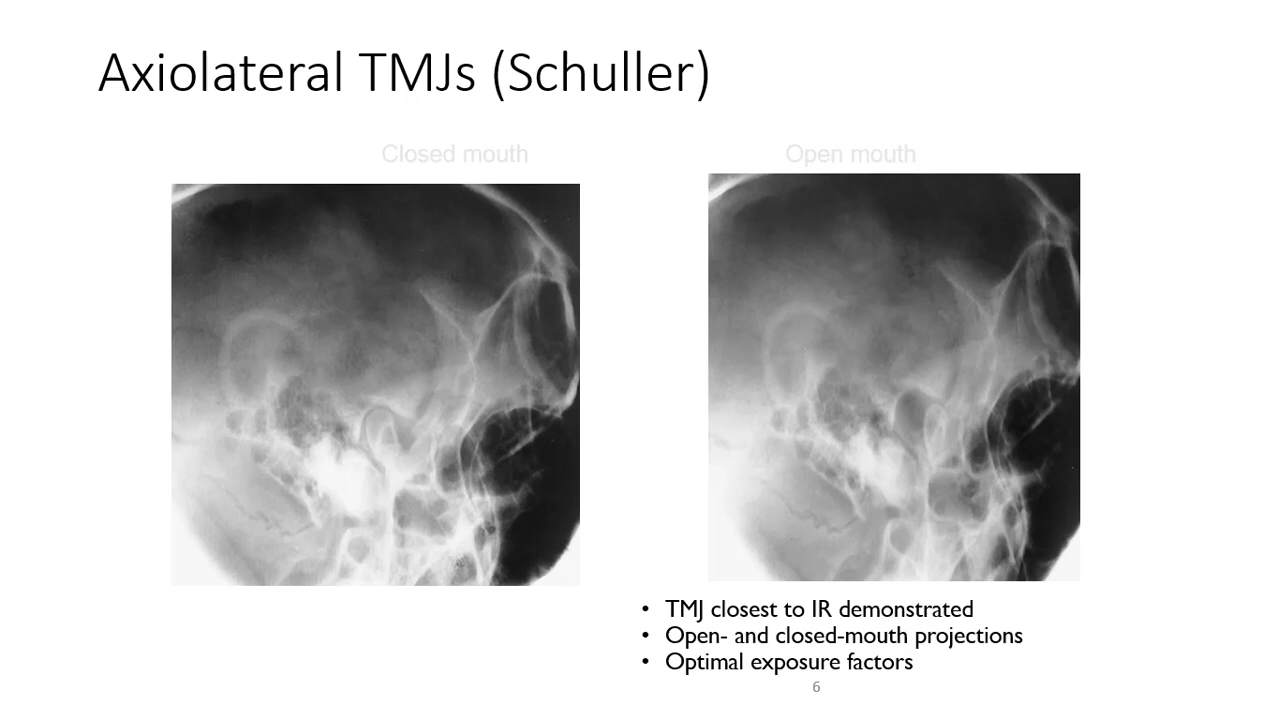 Axiolateral TMJs (Schuller)
Closed mouth
Open mouth
• TMJ closest to IR demonstrated
• Open- and closed-mouth projections
• Optimal exposure factors
6